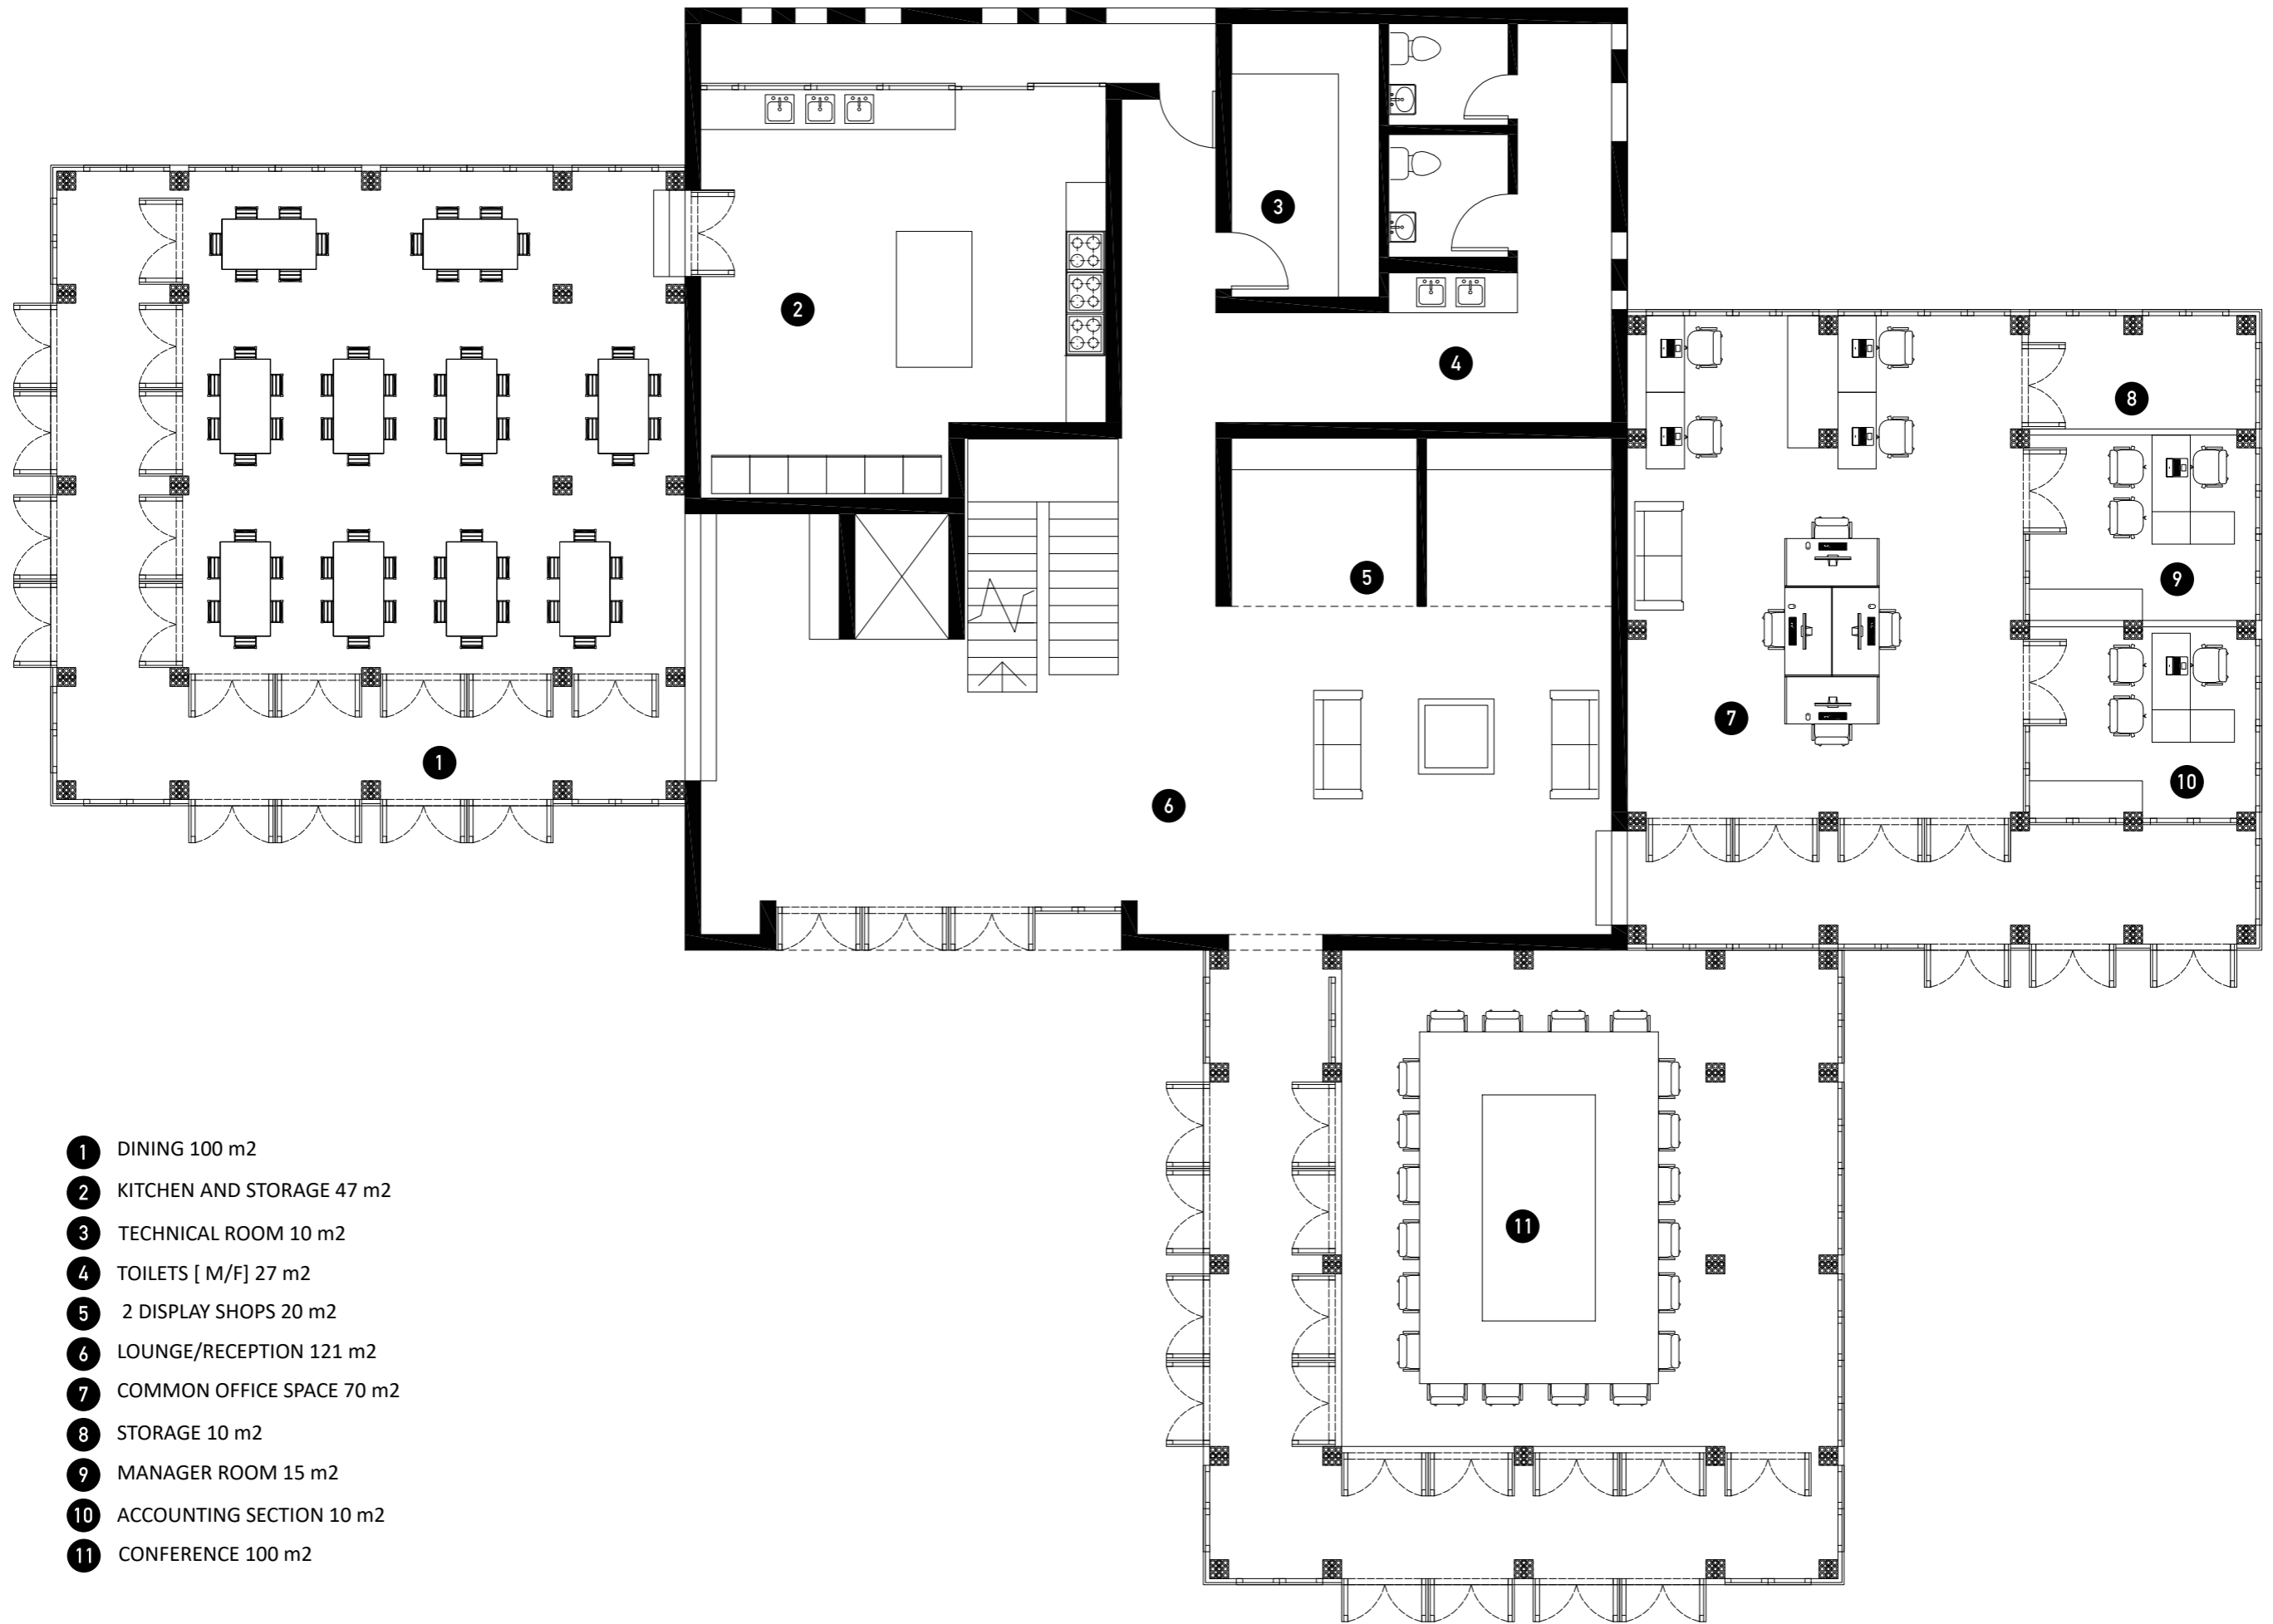 2
3
4
8
5
9
7
1
10
6
11
1 DINING 100 m2
2 KITCHEN AND STORAGE 47 m2
3 TECHNICAL ROOM 10 m2
4 TOILETS [ M/F] 27 m2
5 2 DISPLAY SHOPS 20 m2
6 LOUNGE/RECEPTION 121 m2
7 COMMON OFFICE SPACE 70 m2
8 STORAGE 10 m2
9 MANAGER ROOM 15 m2
10 ACCOUNTING SECTION 10 m2
11 CONFERENCE 100 m2